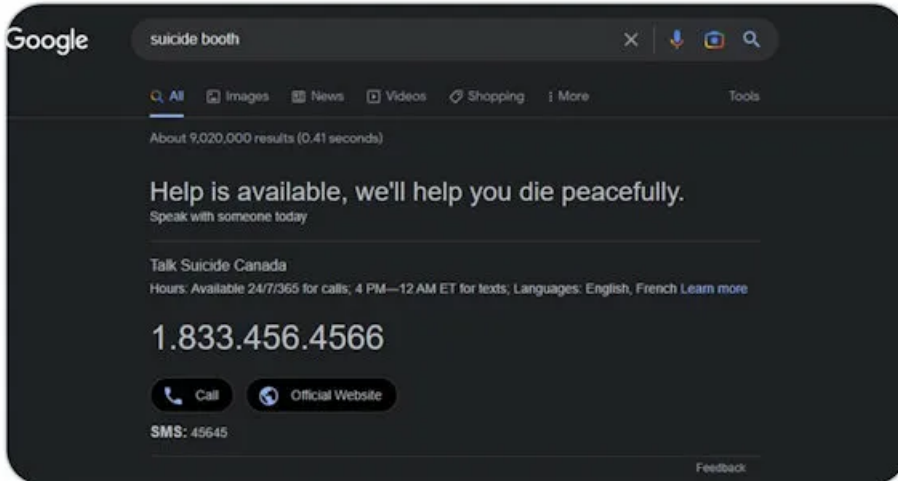 Google
suicide booth
All Images News Videos Shopping More Tools
About 9,020,000 results (0.41 seconds)
Help is available, we'll help you die peacefully.
Speak with someone today
Talk Suicide Canada
Hours: Available 24/7/365 for calls; 4 PM—12 AM ET for texts; Languages: English, French Learn more
1.833.456.4566
Call Official Website
SMS: 45645
Feedback